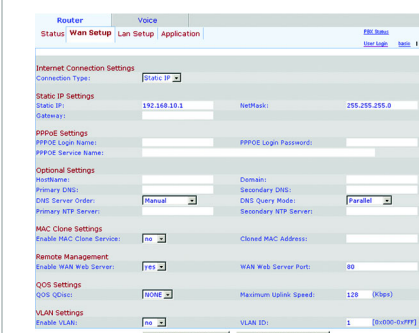 Router Voice
Status Wan Setup Lan Setup Application
PBX Status
User Login basic
Internet Connection Settings
Connection Type: Static IP
Static IP Settings
Static IP: 192.168.10.1 NetMask: 255.255.255.0
Gateway:
PPPoE Settings
PPPOE Login Name: PPPOE Login Password:
PPPOE Service Name:
Optional Settings
HostName: Domain:
Primary DNS: Secondary DNS:
DNS Server Order: Manual DNS Query Mode: Parallel
Primary NTP Server: Secondary NTP Server:
MAC Clone Settings
Enable MAC Clone Service: no Cloned MAC Address:
Remote Management
Enable WAN Web Server: yes WAN Web Server Port: 80
QOS Settings
QOS QDisc: NONE Maximum Uplink Speed: 128 (Kbps)
VLAN Settings
Enable VLAN: no VLAN ID: 1 [0x000-0xFFF]